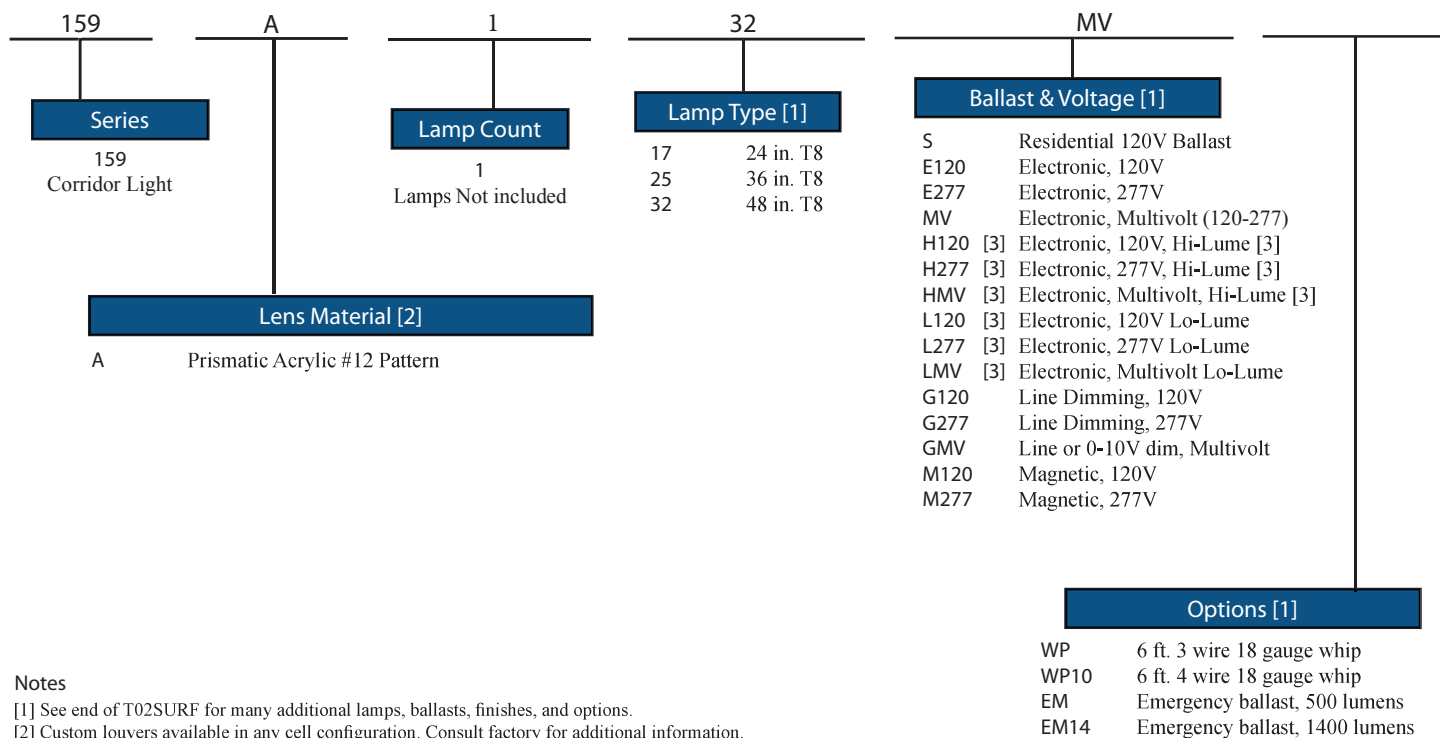 159 A 1 32 MV
Series
159
Corridor Light
Lamp Count
1
Lamps Not included
Lamp Type [1]
17 24 in. T8
25 36 in. T8
32 48 in. T8
Ballast & Voltage [1]
S Residential 120V Ballast
E120 Electronic, 120V
E277 Electronic, 277V
MV Electronic, Multivolt (120-277)
H120 [3] Electronic, 120V, Hi-Lume [3]
H277 [3] Electronic, 277V, Hi-Lume [3]
HMV [3] Electronic, Multivolt, Hi-Lume [3]
L120 [3] Electronic, 120V Lo-Lume
L277 [3] Electronic, 277V Lo-Lume
LMV [3] Electronic, Multivolt Lo-Lume
G120 Line Dimming, 120V
G277 Line Dimming, 277V
GMV Line or 0-10V dim, Multivolt
M120 Magnetic, 120V
M277 Magnetic, 277V
Lens Material [2]
A Prismatic Acrylic #12 Pattern
Options [1]
WP 6 ft. 3 wire 18 gauge whip
WP10 6 ft. 4 wire 18 gauge whip
EM Emergency ballast, 500 lumens
EM14 Emergency ballast, 1400 lumens
Notes
[1] See end of T02SURF for many additional lamps, ballasts, finishes, and options.
[2] Custom louvers available in any cell configuration. Consult factory for additional information.